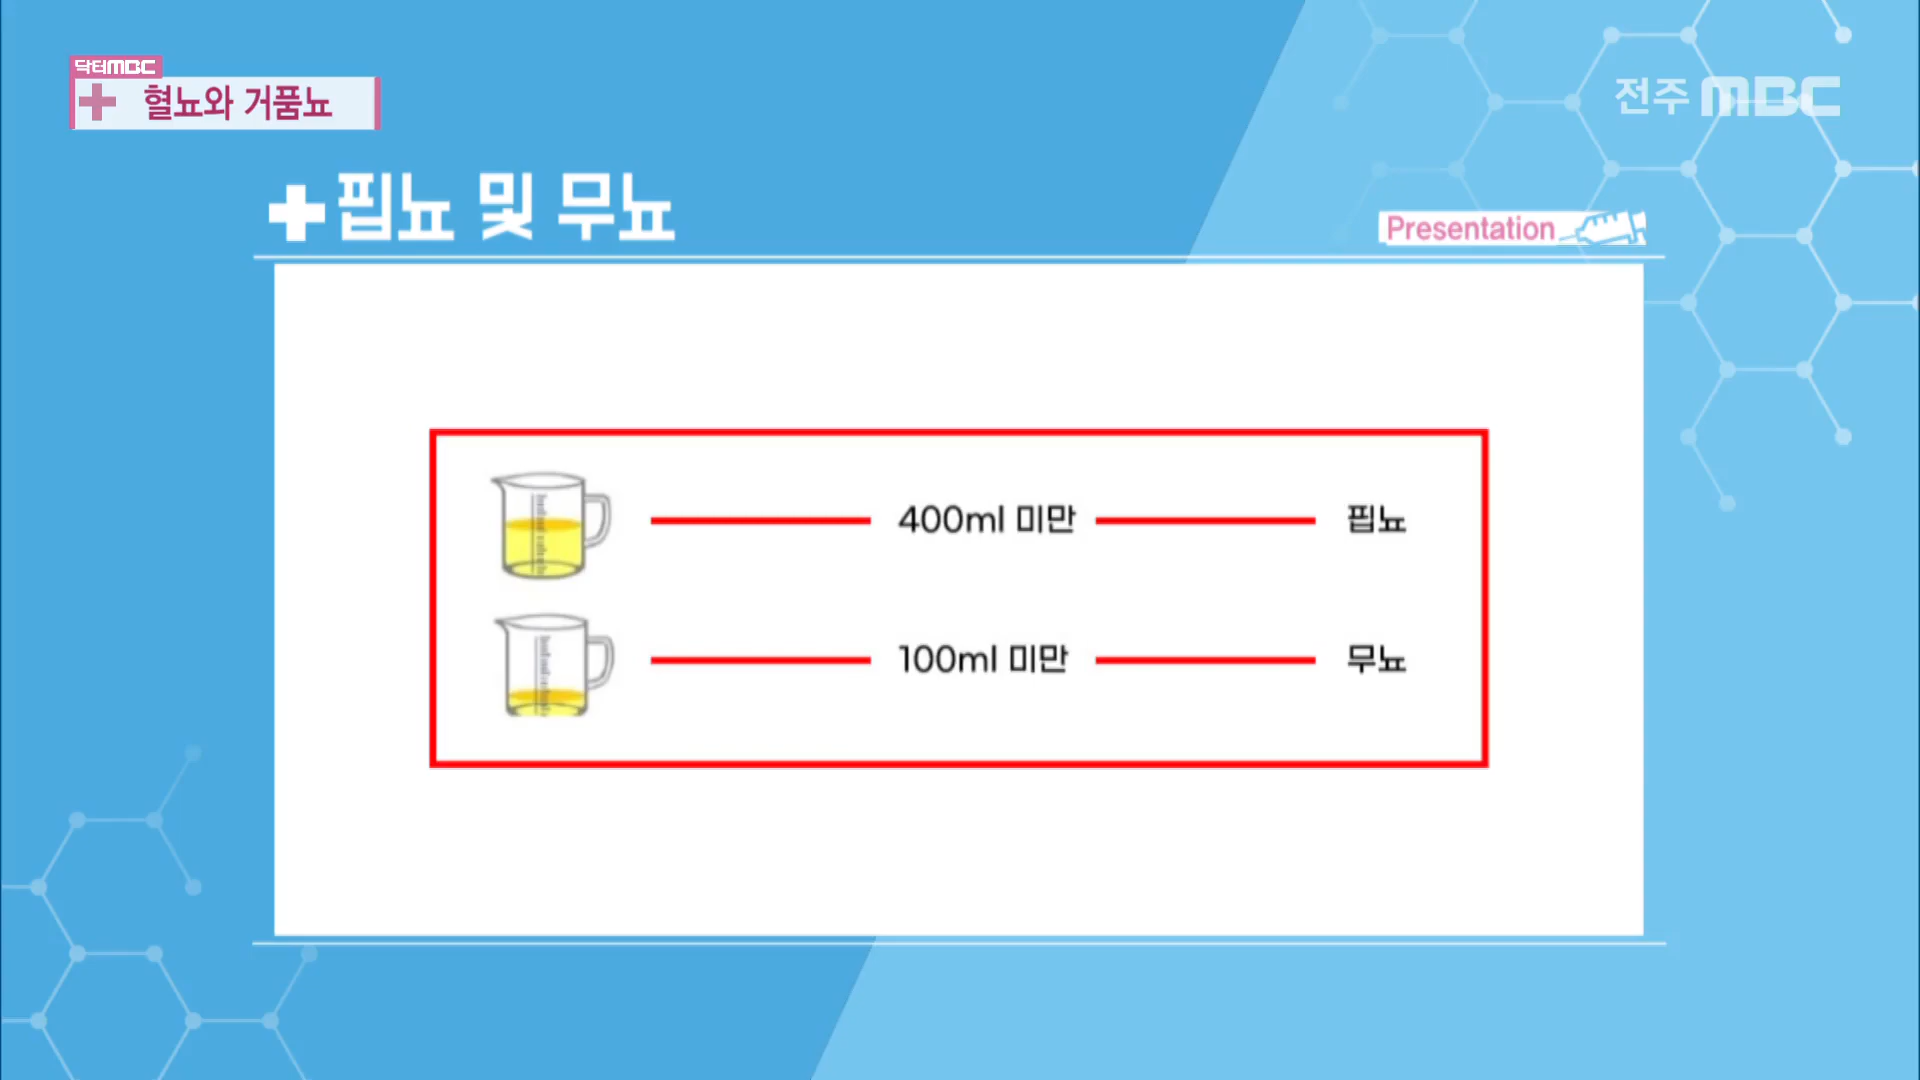 닥터MBC
혈뇨와 거품뇨
전주 MBC
핍뇨 및 무뇨
Presentation
400ml 미만 핍뇨
100ml 미만 무뇨